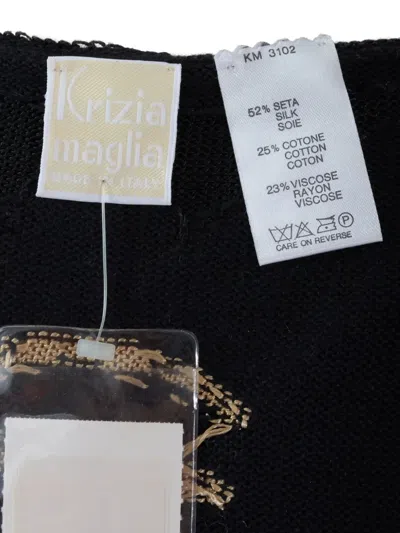 Krizia
maglia
MADE IN ITALY
KM 3102
52% SETA
SILK
SOIE
25% COTONE
COTTON
COTON
23% VISCOSE
RAYON
VISCOSE
P
CARE ON REVERSE